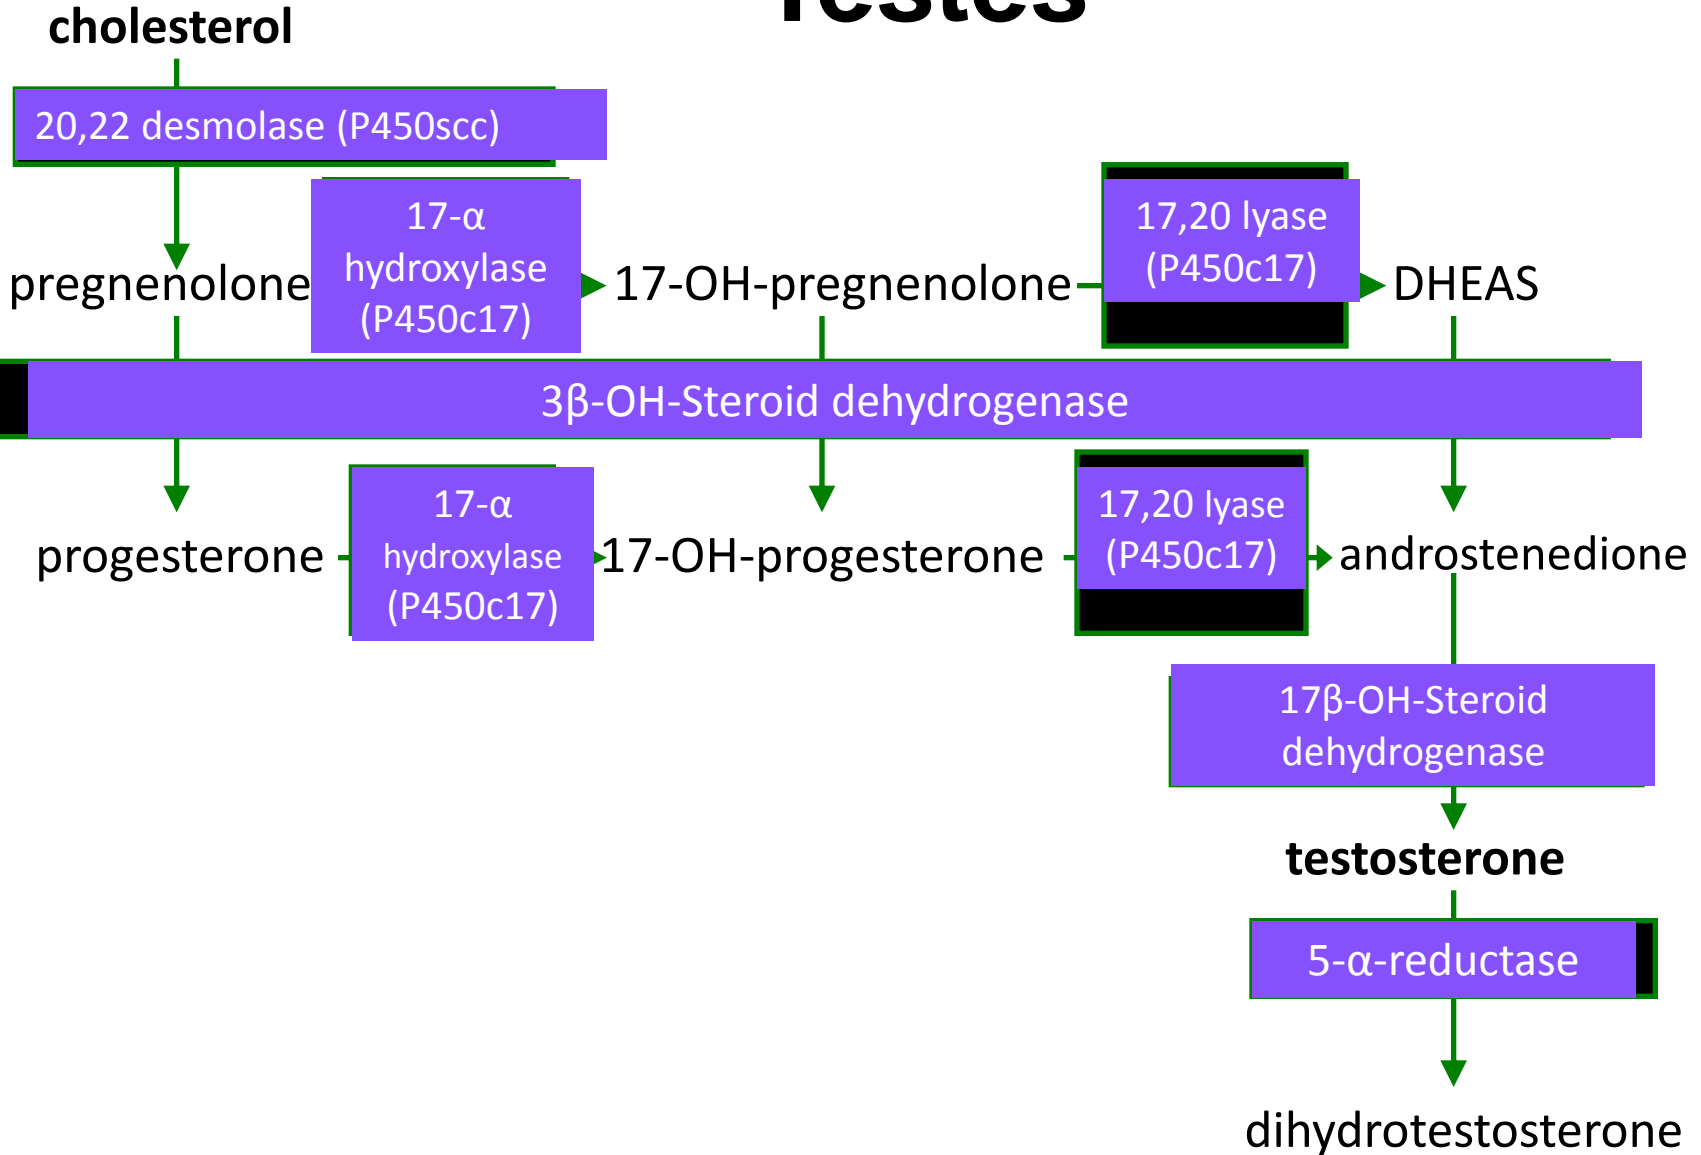 Testes
cholesterol
20,22 desmolase (P450scc)
17-α
hydroxylase
(P450c17)
17,20 lyase
(P450c17)
pregnenolone
17-OH-pregnenolone
DHEAS
3β-OH-Steroid dehydrogenase
17-α
hydroxylase
(P450c17)
17,20 lyase
(P450c17)
progesterone
17-OH-progesterone
androstenedione
17β-OH-Steroid
dehydrogenase
testosterone
5-α-reductase
dihydrotestosterone